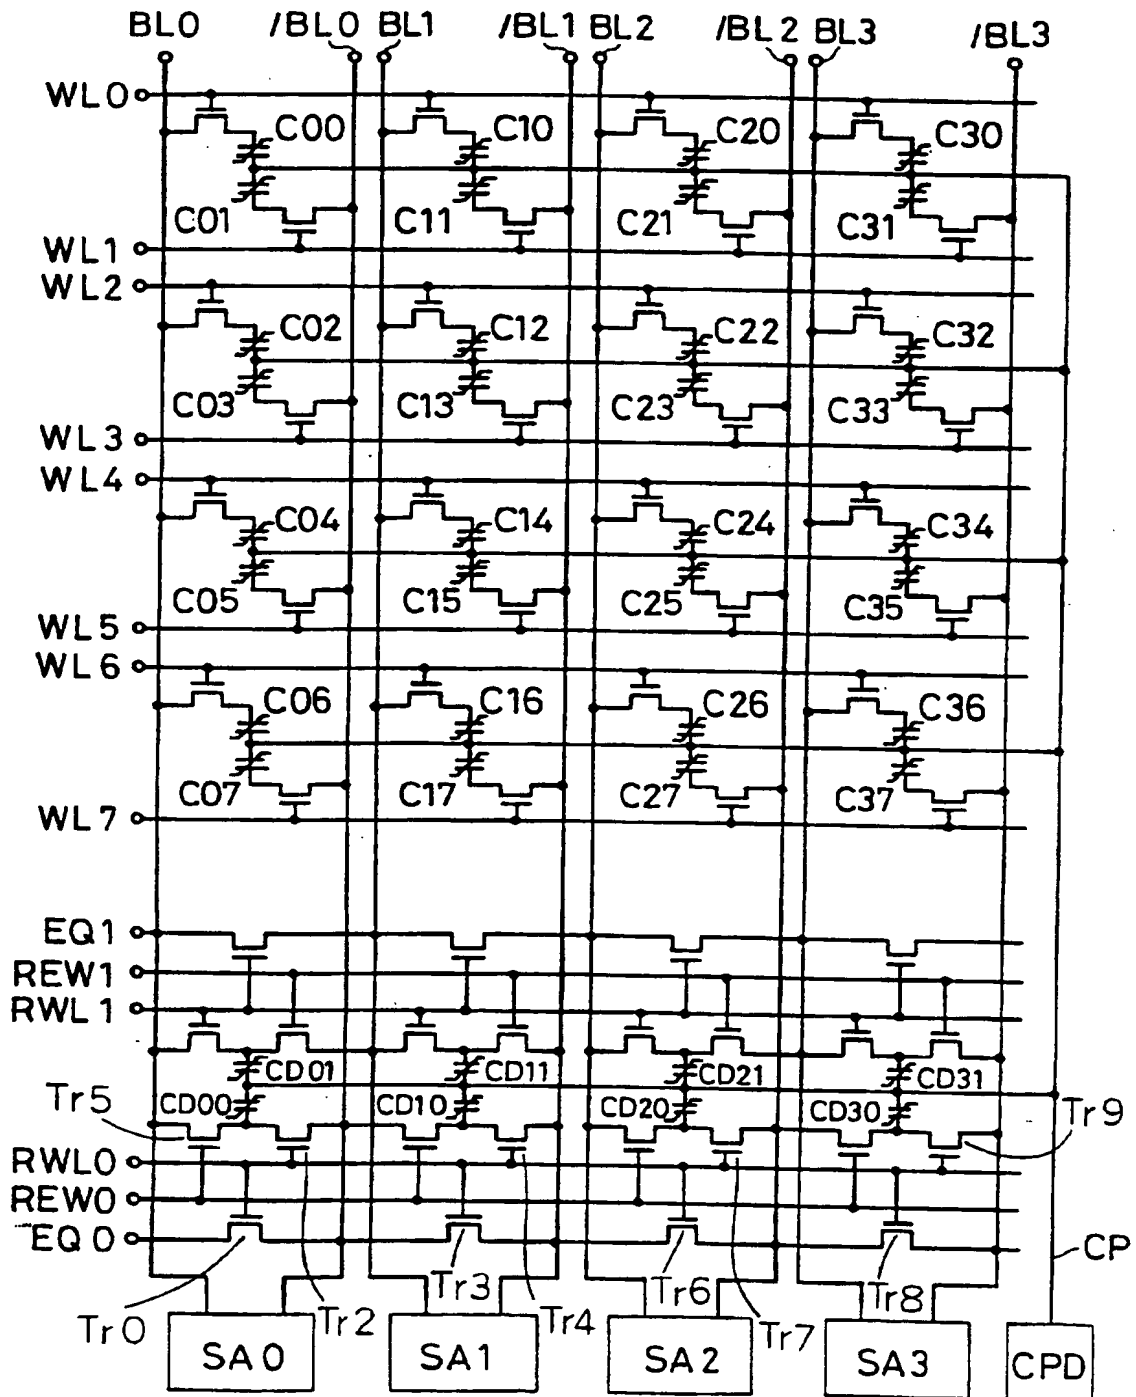 BL0 /BL0 BL1 /BL1 BL2 /BL2 BL3 /BL3
WL0
C00 C10 C20 C30
C01 C11 C21 C31
WL1
WL2
C02 C12 C22 C32
C03 C13 C23 C33
WL3
WL4
C04 C14 C24 C34
C05 C15 C25 C35
WL5
WL6
C06 C16 C26 C36
C07 C17 C27 C37
WL7
EQ1
REW1
RWL1
CD01 CD11 CD21 CD31
Tr5 CD00 CD10 CD20 CD30 Tr9
RWL0
REW0
EQ0 CP
Tr0 Tr2 Tr3 Tr4 Tr6 Tr7 Tr8
SA0 SA1 SA2 SA3 CPD